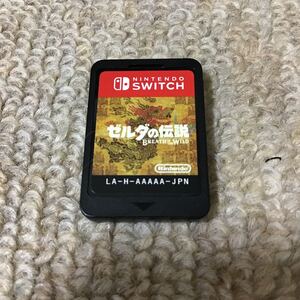 NINTENDO
SWITCH
ゼルダの伝説
BREATH OF THE WILD
Nintendo
LA-H-AAAAA-JPN